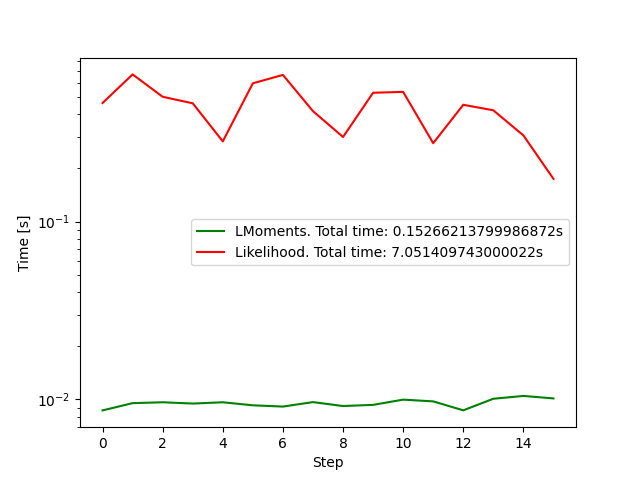 10⁻¹
10⁻²
Time [s]
LMoments. Total time: 0.15266213799986872s
Likelihood. Total time: 7.051409743000022s
0 2 4 6 8 10 12 14
Step